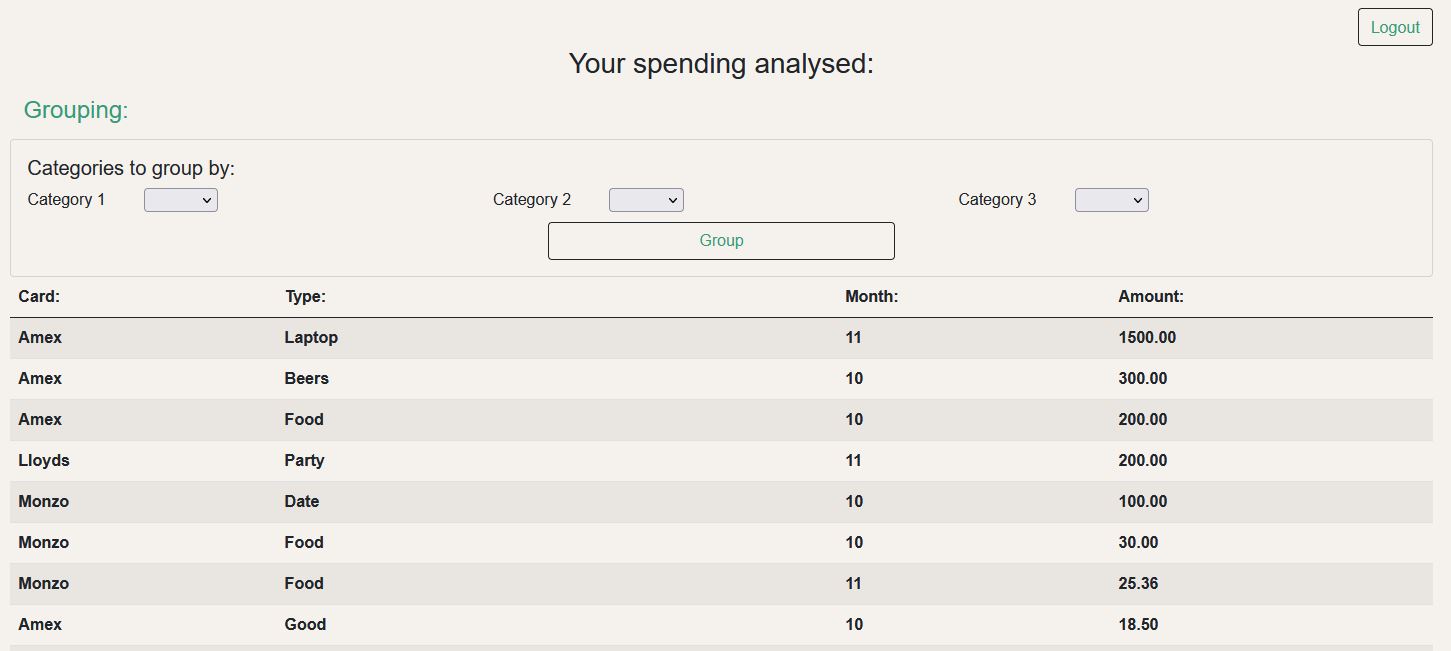 Logout
Your spending analysed:
Grouping:
Categories to group by:
Category 1 Category 2 Category 3
Group
Card: Type: Month: Amount:
Amex Laptop 11 1500.00
Amex Beers 10 300.00
Amex Food 10 200.00
Lloyds Party 11 200.00
Monzo Date 10 100.00
Monzo Food 10 30.00
Monzo Food 11 25.36
Amex Good 10 18.50